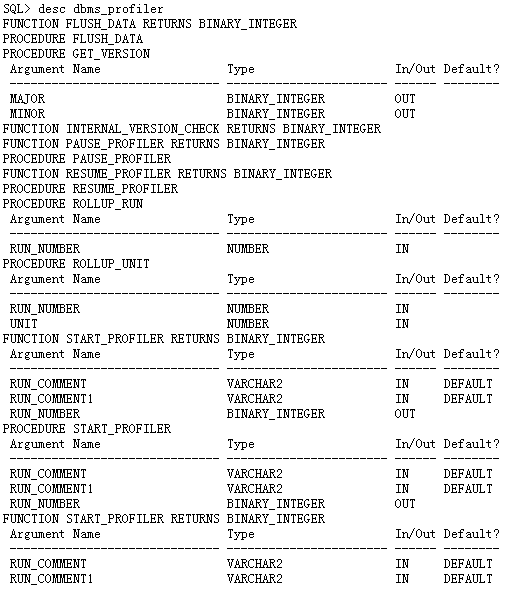 SQL> desc dbms_profiler
FUNCTION FLUSH_DATA RETURNS BINARY_INTEGER
PROCEDURE FLUSH_DATA
PROCEDURE GET_VERSION
 Argument Name                  Type                    In/Out Default?
 ------------------------------ ----------------------- ------ --------
 MAJOR                          BINARY_INTEGER          OUT
 MINOR                          BINARY_INTEGER          OUT
FUNCTION INTERNAL_VERSION_CHECK RETURNS BINARY_INTEGER
FUNCTION PAUSE_PROFILER RETURNS BINARY_INTEGER
PROCEDURE PAUSE_PROFILER
FUNCTION RESUME_PROFILER RETURNS BINARY_INTEGER
PROCEDURE RESUME_PROFILER
PROCEDURE ROLLUP_RUN
 Argument Name                  Type                    In/Out Default?
 ------------------------------ ----------------------- ------ --------
 RUN_NUMBER                     NUMBER                  IN
PROCEDURE ROLLUP_UNIT
 Argument Name                  Type                    In/Out Default?
 ------------------------------ ----------------------- ------ --------
 RUN_NUMBER                     NUMBER                  IN
 UNIT                           NUMBER                  IN
FUNCTION START_PROFILER RETURNS BINARY_INTEGER
 Argument Name                  Type                    In/Out Default?
 ------------------------------ ----------------------- ------ --------
 RUN_COMMENT                    VARCHAR2                IN     DEFAULT
 RUN_COMMENT1                   VARCHAR2                IN     DEFAULT
 RUN_NUMBER                     BINARY_INTEGER          OUT
PROCEDURE START_PROFILER
 Argument Name                  Type                    In/Out Default?
 ------------------------------ ----------------------- ------ --------
 RUN_COMMENT                    VARCHAR2                IN     DEFAULT
 RUN_COMMENT1                   VARCHAR2                IN     DEFAULT
 RUN_NUMBER                     BINARY_INTEGER          OUT
FUNCTION START_PROFILER RETURNS BINARY_INTEGER
 Argument Name                  Type                    In/Out Default?
 ------------------------------ ----------------------- ------ --------
 RUN_COMMENT                    VARCHAR2                IN     DEFAULT
 RUN_COMMENT1                   VARCHAR2                IN     DEFAULT